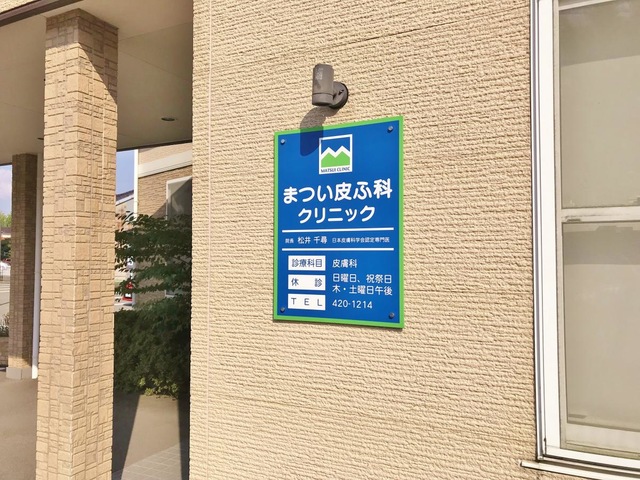 MATSUI CLINIC
まつい皮ふ科
クリニック
院長 松井 千尋 日本皮膚科学会認定専門医
診療科目 皮膚科
休診 日曜日、祝祭日
木・土曜日午後
TEL 420-1214